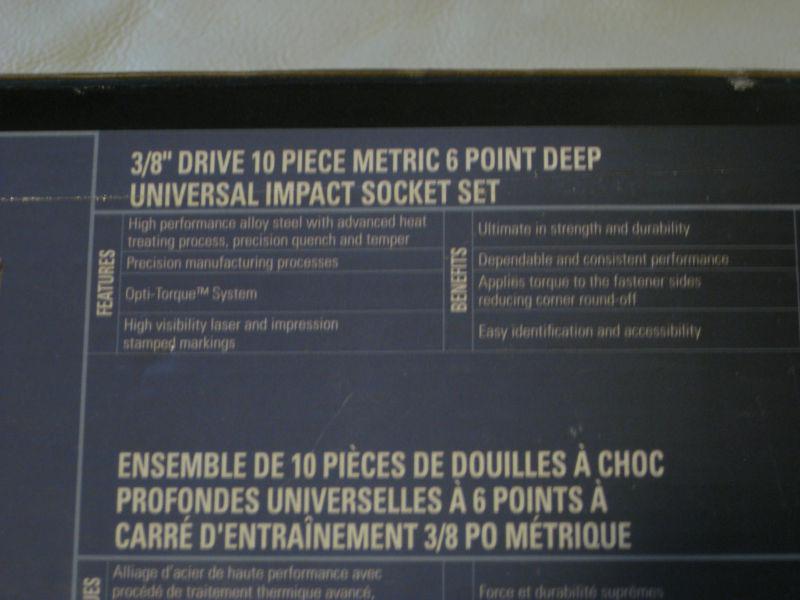 3/8" DRIVE 10 PIECE METRIC 6 POINT DEEP
UNIVERSAL IMPACT SOCKET SET
FEATURES
High performance alloy steel with advanced heat
treating process, precision quench and temper
Precision manufacturing processes
Opti-Torque™ System
High visibility laser and impression
stamped markings
BENEFITS
Ultimate in strength and durability
Dependable and consistent performance
Applies torque to the fastener sides
reducing corner round-off
Easy identification and accessibility
ENSEMBLE DE 10 PIÈCES DE DOUILLES À CHOC
PROFONDES UNIVERSELLES À 6 POINTS À
CARRÉ D'ENTRAÎNEMENT 3/8 PO MÉTRIQUE
UES
Alliage d'acier de haute performance avec
procédé de traitement thermique avancé,
Force et durabilité suprêmes